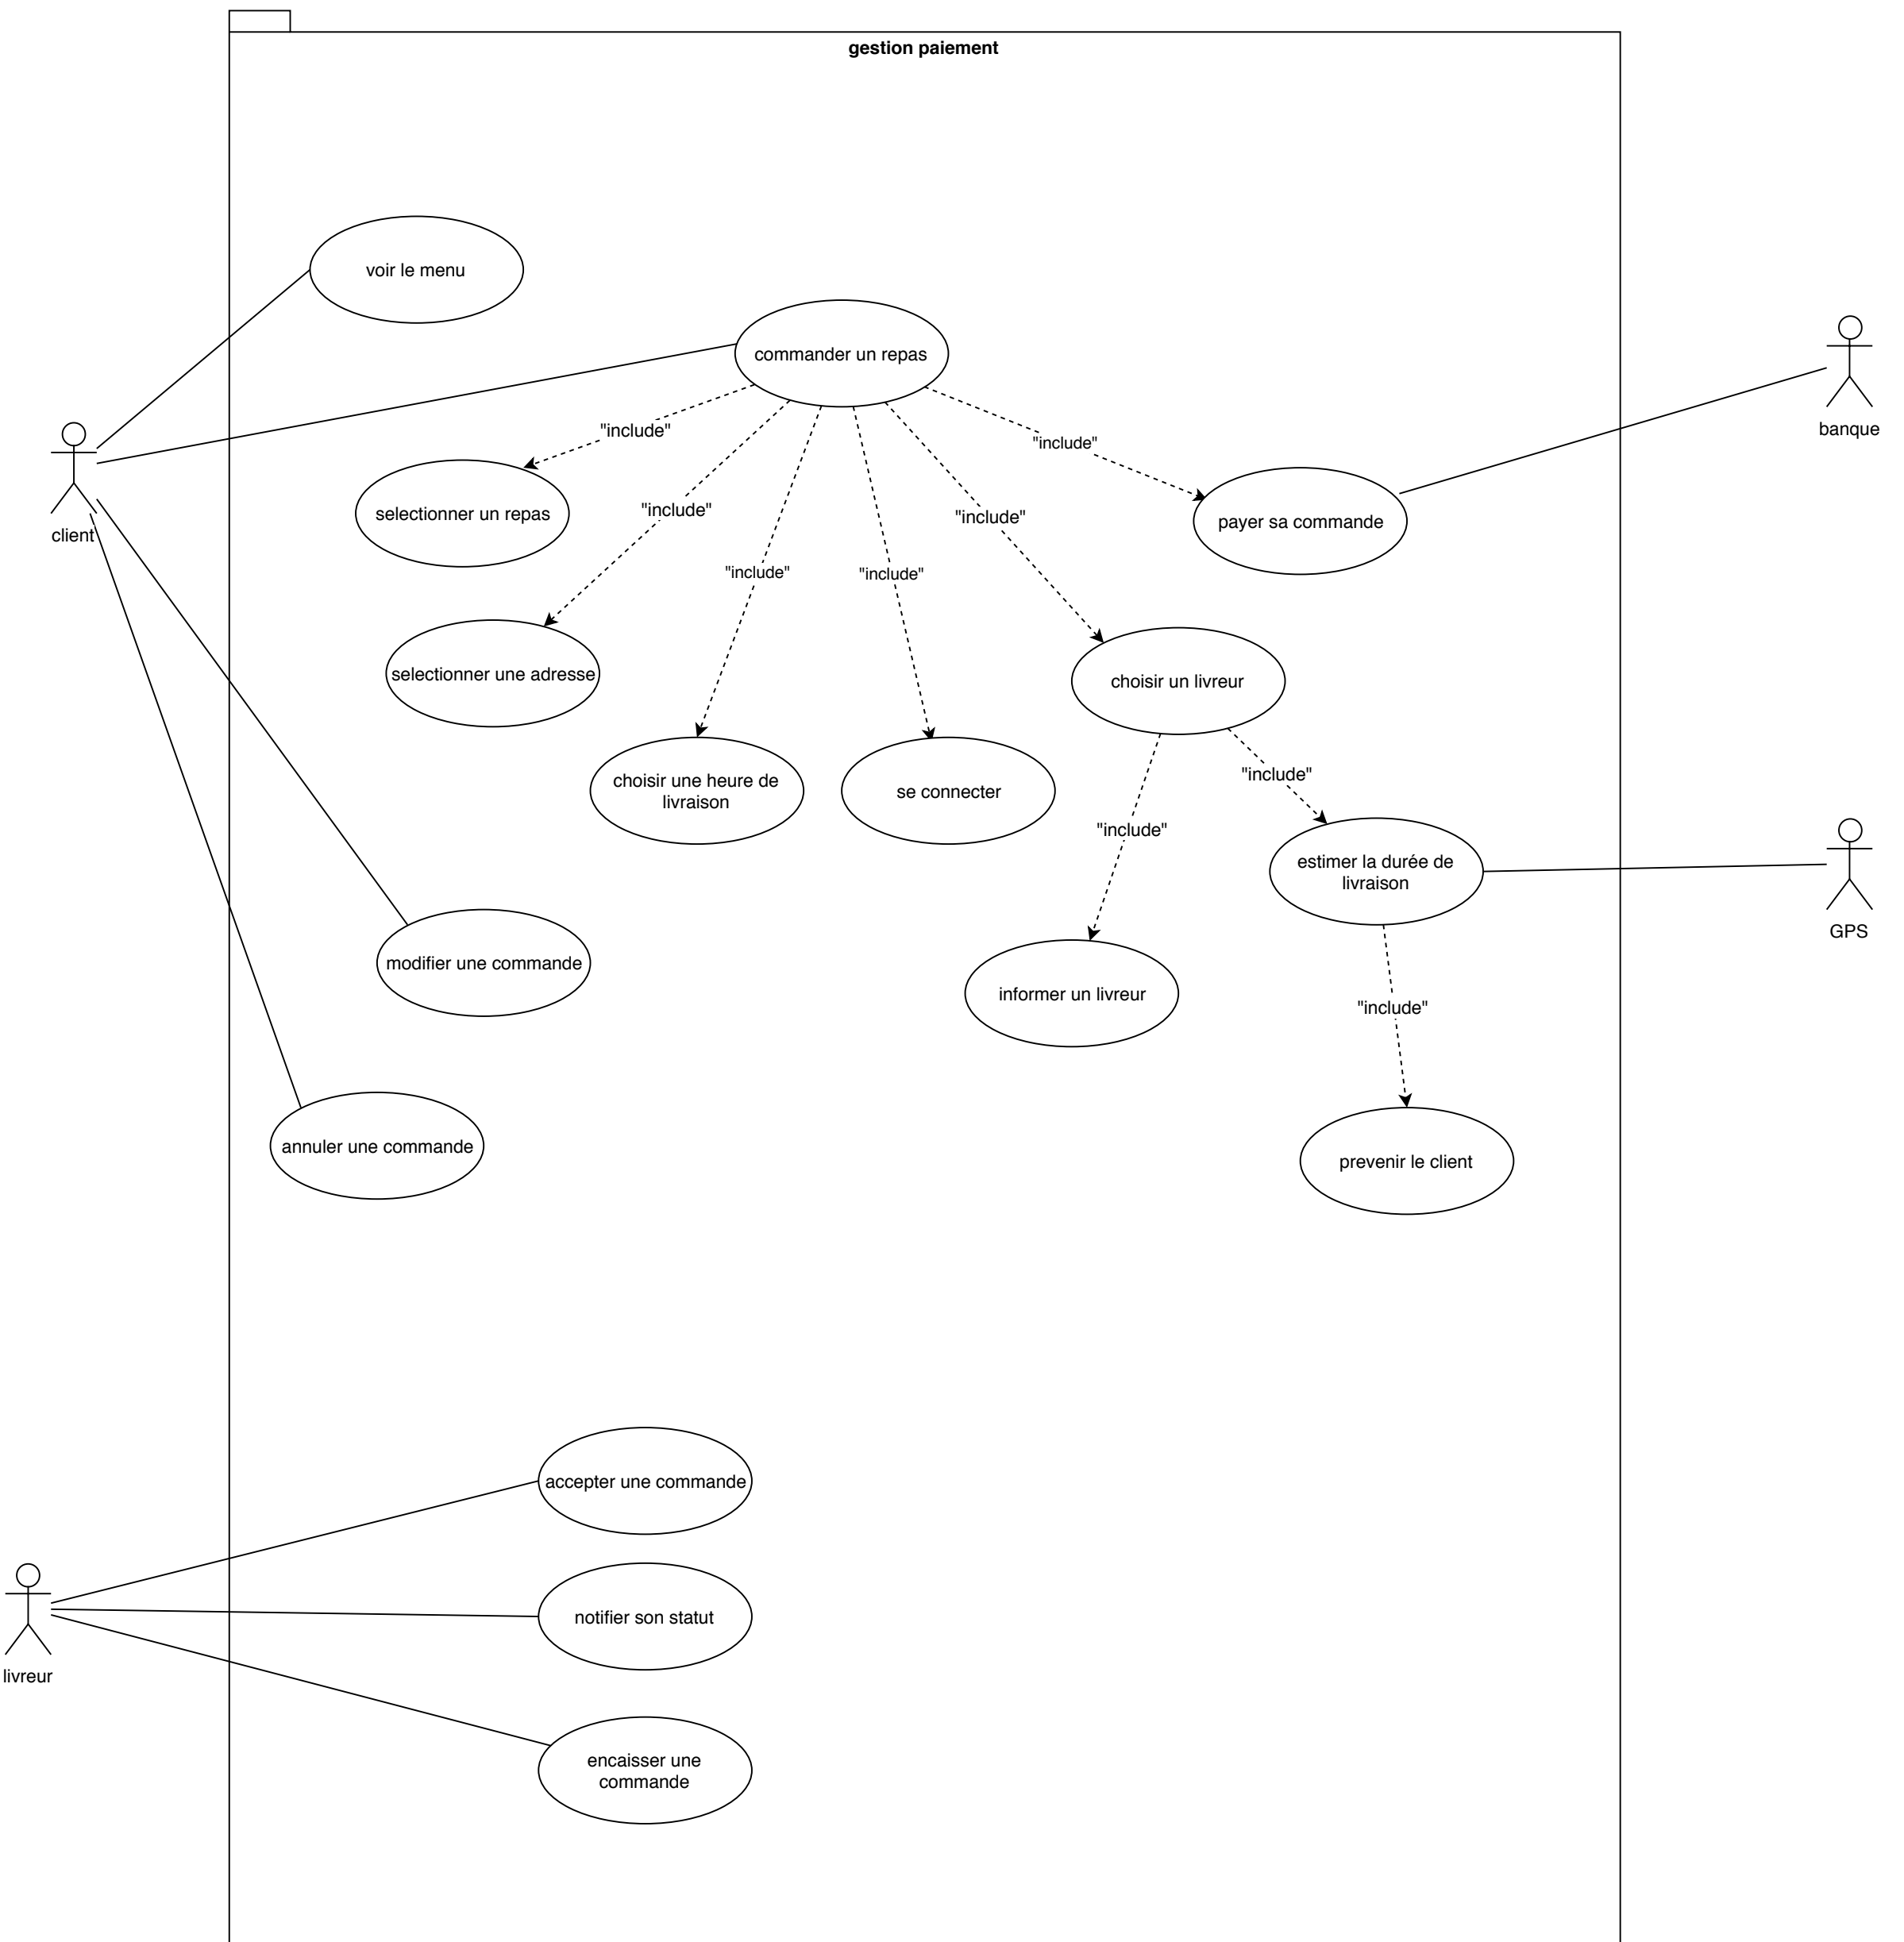 gestion paiement
voir le menu
commander un repas
banque
"include"
"include"
client
selectionner un repas
"include"
"include"
payer sa commande
"include"
"include"
selectionner une adresse
choisir un livreur
choisir une heure de
livraison
se connecter
"include"
"include"
estimer la durée de
livraison
GPS
modifier une commande
informer un livreur
"include"
annuler une commande
prevenir le client
accepter une commande
notifier son statut
livreur
encaisser une
commande